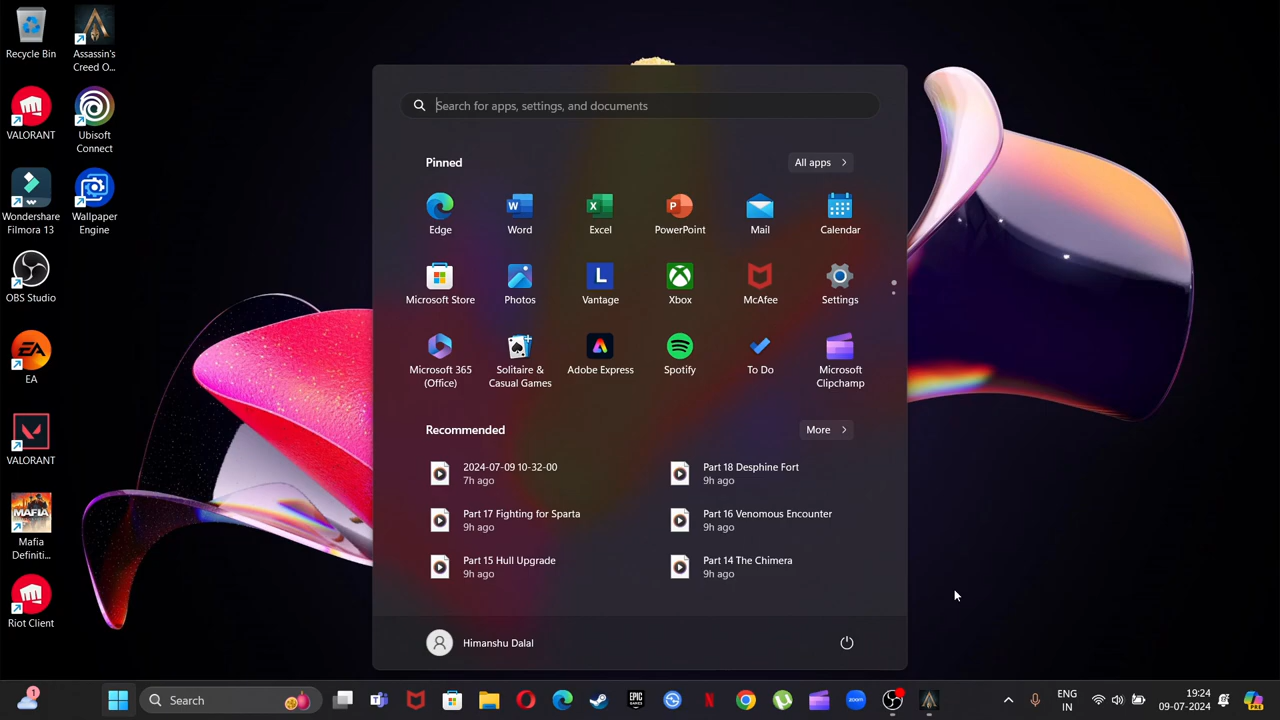 Recycle Bin
Assassin's
Creed O...
VALORANT
Ubisoft
Connect
Wondershare
Filmora 13
Wallpaper
Engine
OBS Studio
EA
VALORANT
Mafia
Definiti...
Riot Client
Search for apps, settings, and documents
Pinned
All apps
Edge
Word
Excel
PowerPoint
Mail
Calendar
Microsoft Store
Photos
Vantage
Xbox
McAfee
Settings
Microsoft 365
(Office)
Solitaire &
Casual Games
Adobe Express
Spotify
To Do
Microsoft
Clipchamp
Recommended
More
2024-07-09 10-32-00
7h ago
Part 18 Desphine Fort
9h ago
Part 17 Fighting for Sparta
9h ago
Part 16 Venomous Encounter
9h ago
Part 15 Hull Upgrade
9h ago
Part 14 The Chimera
9h ago
Himanshu Dalal
1
Search
EPIC
GAMES
zoom
ENG
IN
19:24
09-07-2024
PRE